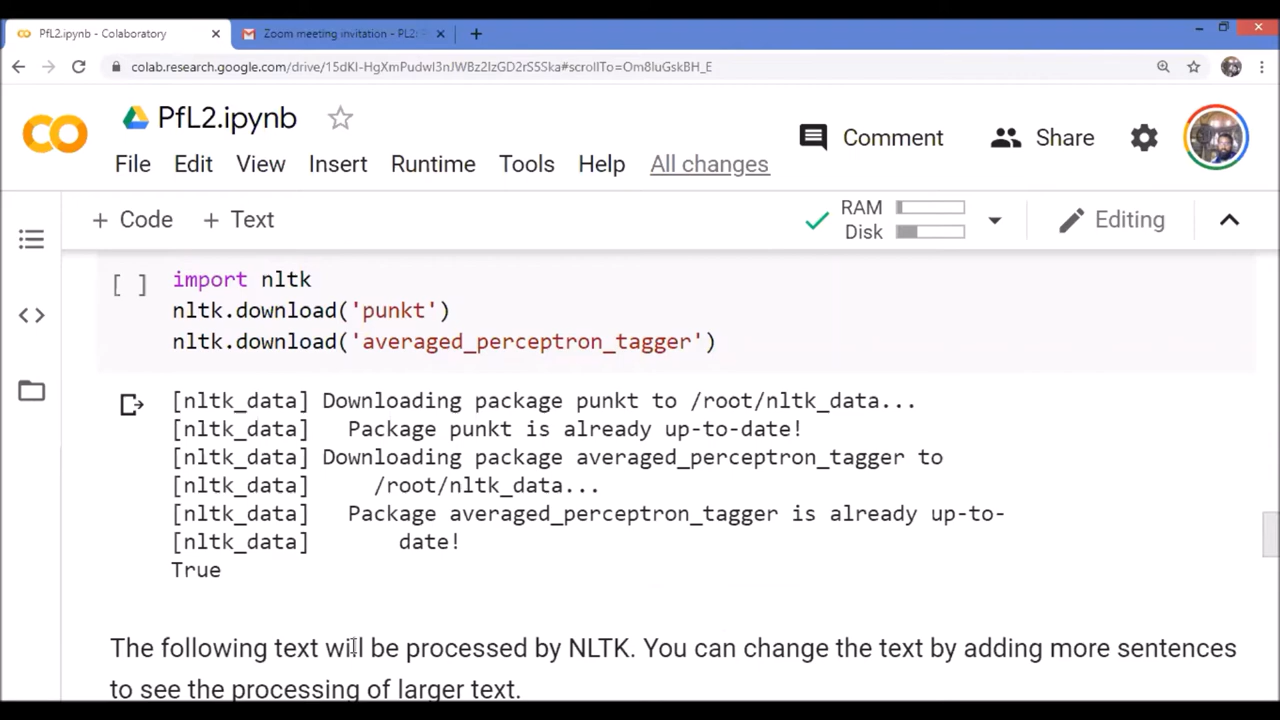 PfL2.ipynb - Colaboratory
Zoom meeting invitation - PL2
colab.research.google.com/drive/15dKI-HgXmPudwI3nJWBz2IzGD2rS5Ska#scrollTo=Om8IuGskBH_E
PfL2.ipynb
Comment
Share
File Edit View Insert Runtime Tools Help All changes
+ Code + Text
RAM
Disk
Editing
[ ] import nltk
nltk.download('punkt')
nltk.download('averaged_perceptron_tagger')
[nltk_data] Downloading package punkt to /root/nltk_data...
[nltk_data]   Package punkt is already up-to-date!
[nltk_data] Downloading package averaged_perceptron_tagger to
[nltk_data]     /root/nltk_data...
[nltk_data]   Package averaged_perceptron_tagger is already up-to-
[nltk_data]       date!
True
The following text will be processed by NLTK. You can change the text by adding more sentences
to see the processing of larger text.